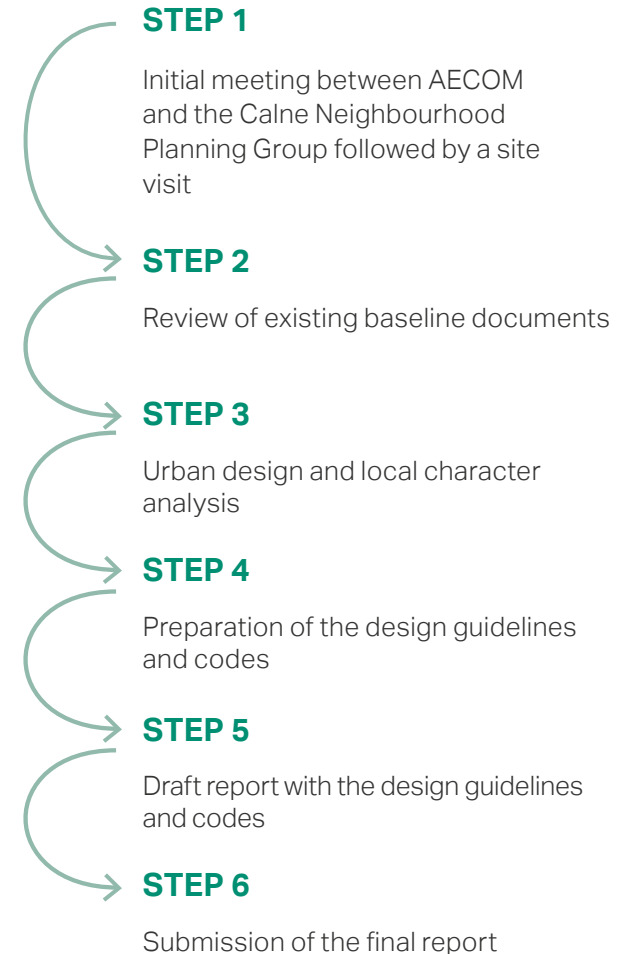 STEP 1
Initial meeting between AECOM
and the Calne Neighbourhood
Planning Group followed by a site
visit
STEP 2
Review of existing baseline documents
STEP 3
Urban design and local character
analysis
STEP 4
Preparation of the design guidelines
and codes
STEP 5
Draft report with the design guidelines
and codes
STEP 6
Submission of the final report